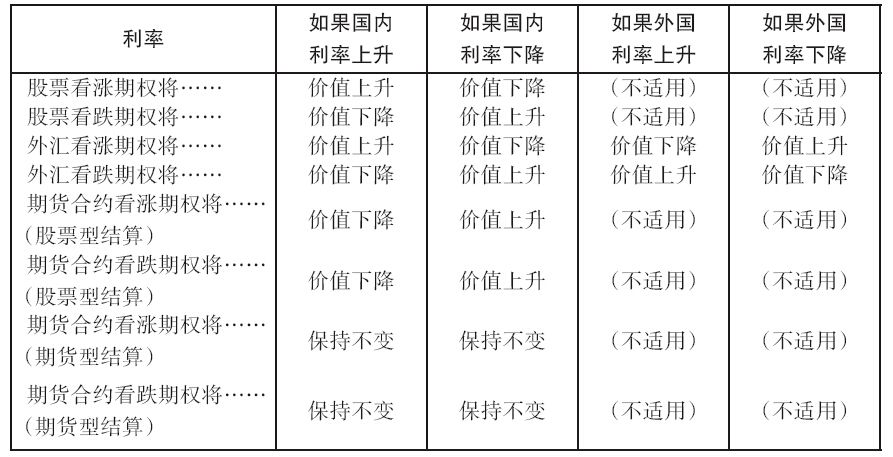 利率 如果国内利率上升 如果国内利率下降 如果外国利率上升 如果外国利率下降
股票看涨期权将…… 价值上升 价值下降 （不适用） （不适用）
股票看跌期权将…… 价值下降 价值上升 （不适用） （不适用）
外汇看涨期权将…… 价值上升 价值下降 价值下降 价值上升
外汇看跌期权将…… 价值下降 价值上升 价值上升 价值下降
期货合约看涨期权将……
（股票型结算） 价值下降 价值上升 （不适用） （不适用）
期货合约看跌期权将……
（股票型结算） 价值下降 价值上升 （不适用） （不适用）
期货合约看涨期权将……
（期货型结算） 保持不变 保持不变 （不适用） （不适用）
期货合约看跌期权将……
（期货型结算） 保持不变 保持不变 （不适用） （不适用）